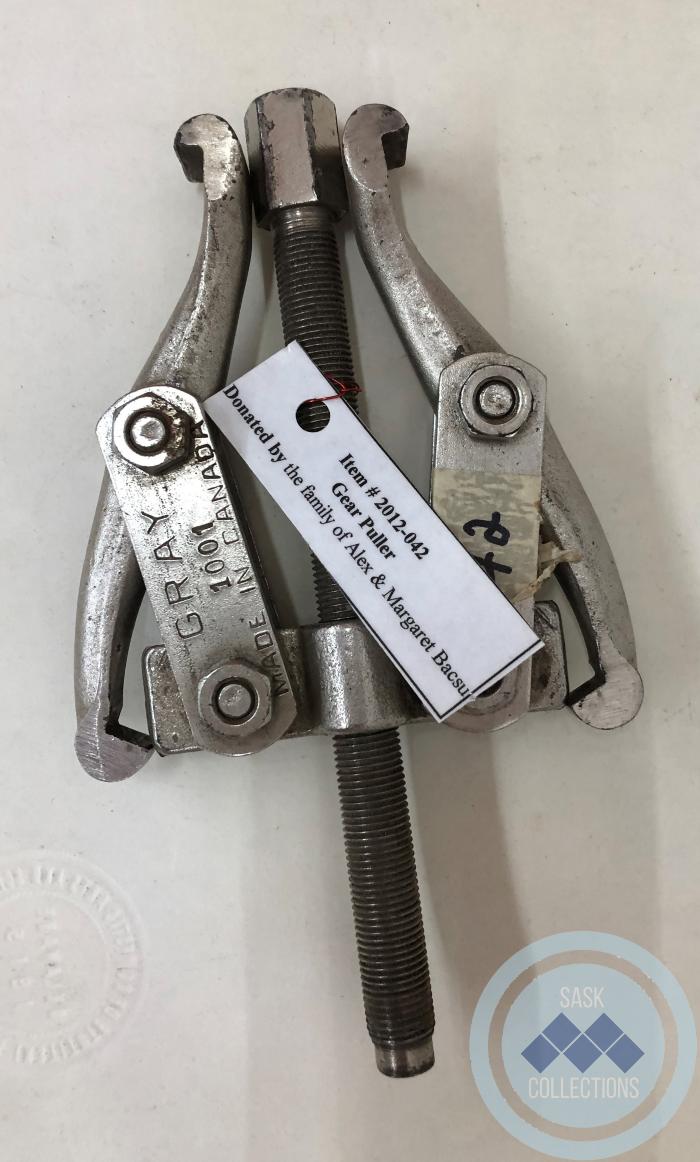 Item # 2012-042
Gear Puller
Donated by the family of Alex & Margaret
GRAY
1001
MADE IN CANADA
SASK
COLLECTIONS